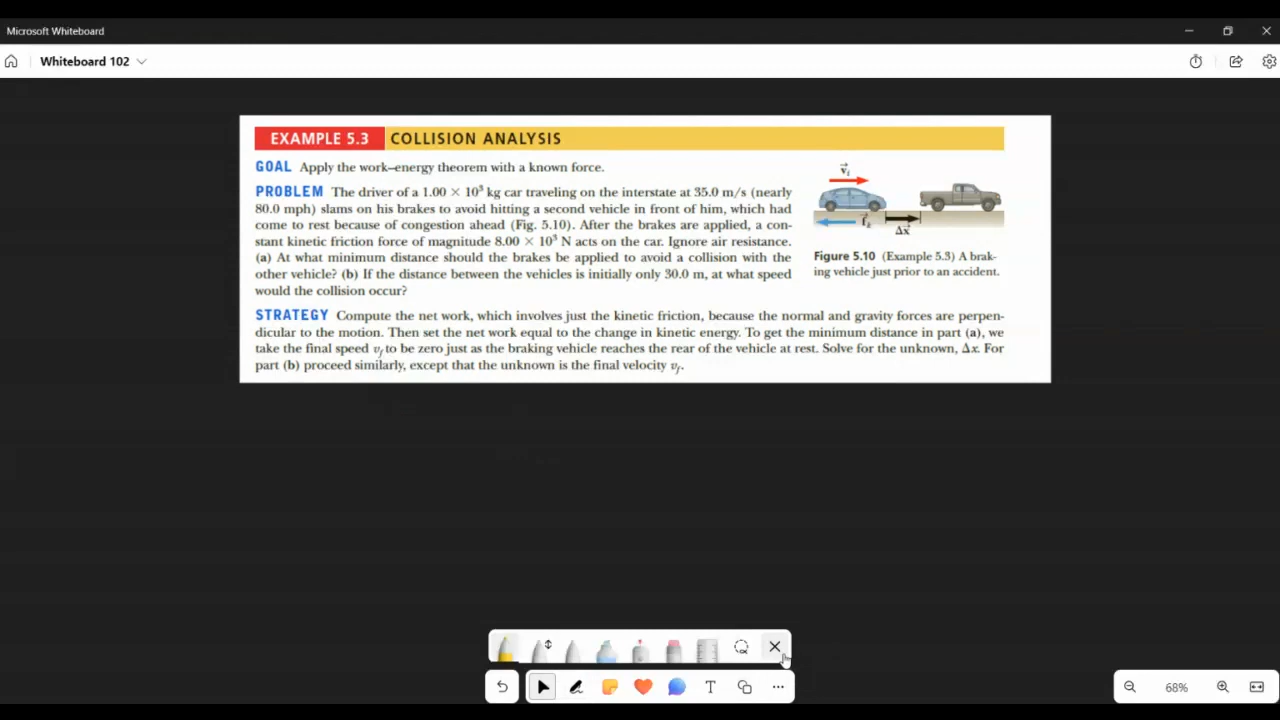 Microsoft Whiteboard
Whiteboard 102
EXAMPLE 5.3 COLLISION ANALYSIS
GOAL Apply the work–energy theorem with a known force.
PROBLEM The driver of a 1.00 × 10³ kg car traveling on the interstate at 35.0 m/s (nearly
80.0 mph) slams on his brakes to avoid hitting a second vehicle in front of him, which had
come to rest because of congestion ahead (Fig. 5.10). After the brakes are applied, a con-
stant kinetic friction force of magnitude 8.00 × 10³ N acts on the car. Ignore air resistance.
(a) At what minimum distance should the brakes be applied to avoid a collision with the
other vehicle? (b) If the distance between the vehicles is initially only 30.0 m, at what speed
would the collision occur?
v⃗ᵢ
f⃗ₖ
Δx⃗
Figure 5.10 (Example 5.3) A brak-
ing vehicle just prior to an accident.
STRATEGY Compute the net work, which involves just the kinetic friction, because the normal and gravity forces are perpen-
dicular to the motion. Then set the net work equal to the change in kinetic energy. To get the minimum distance in part (a), we
take the final speed v_f to be zero just as the braking vehicle reaches the rear of the vehicle at rest. Solve for the unknown, Δx. For
part (b) proceed similarly, except that the unknown is the final velocity v_f.
T
68%